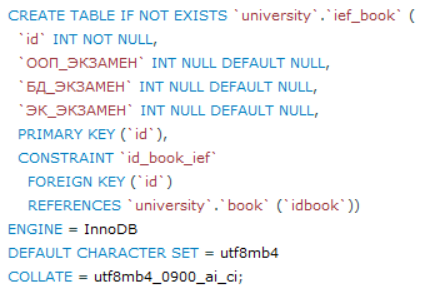 CREATE TABLE IF NOT EXISTS `university`.`ief_book` (
`id` INT NOT NULL,
`ООП_ЭКЗАМЕН` INT NULL DEFAULT NULL,
`БД_ЭКЗАМЕН` INT NULL DEFAULT NULL,
`ЭК_ЭКЗАМЕН` INT NULL DEFAULT NULL,
PRIMARY KEY (`id`),
CONSTRAINT `id_book_ief`
FOREIGN KEY (`id`)
REFERENCES `university`.`book` (`idbook`))
ENGINE = InnoDB
DEFAULT CHARACTER SET = utf8mb4
COLLATE = utf8mb4_0900_ai_ci;